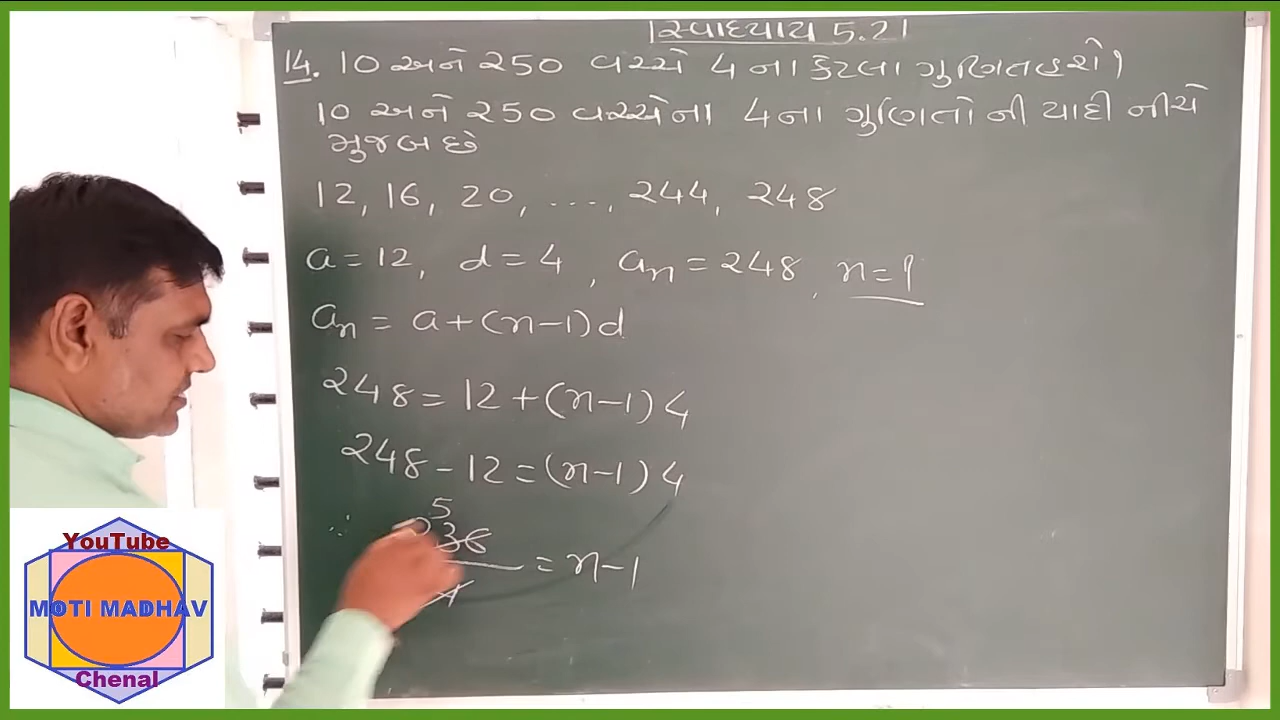 સ્વાધ્યાય 5.2
14. 10 અને 250 વચ્ચે 4 ના કેટલા ગુણિત હશે?
10 અને 250 વચ્ચેના 4ના ગુણિતો ની યાદી નીચે
મુજબ છે
12, 16, 20, ...., 244, 248
a = 12, d = 4, an = 248, n = ?
an = a + (n-1) d
248 = 12 + (n-1) 4
248 - 12 = (n-1) 4
5
∴ 236
4 = n-1
YouTube
MOTI MADHAV
Chenal